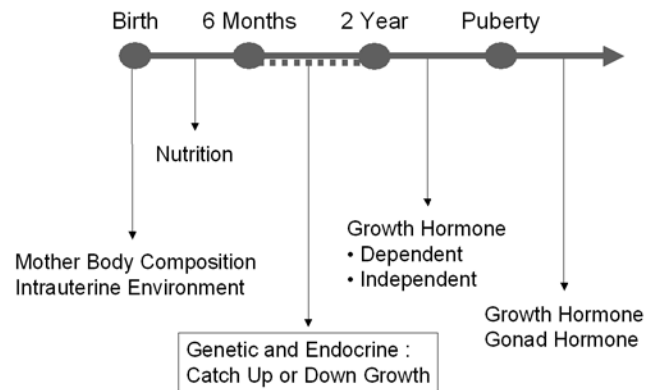 Birth
6 Months
2 Year
Puberty
Nutrition
Mother Body Composition
Intrauterine Environment
Growth Hormone
• Dependent
• Independent
Growth Hormone
Gonad Hormone
Genetic and Endocrine :
Catch Up or Down Growth